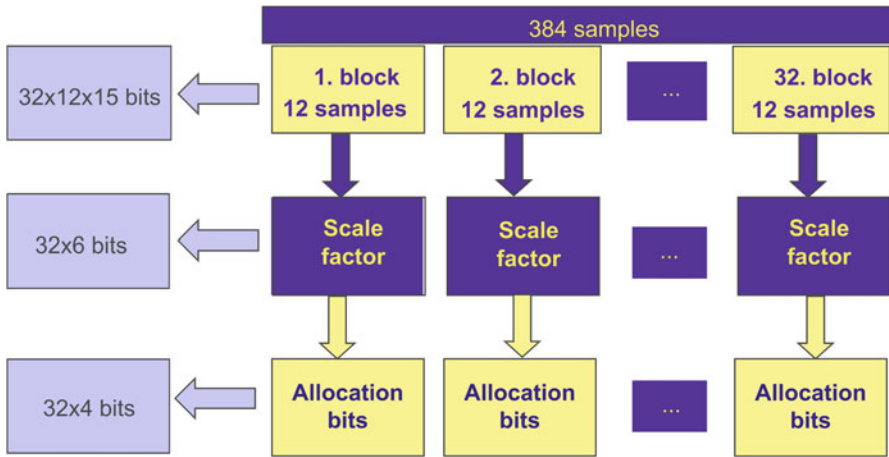 384 samples
32x12x15 bits
1. block
12 samples
2. block
12 samples
...
32. block
12 samples
32x6 bits
Scale
factor
Scale
factor
...
Scale
factor
32x4 bits
Allocation
bits
Allocation
bits
...
Allocation
bits